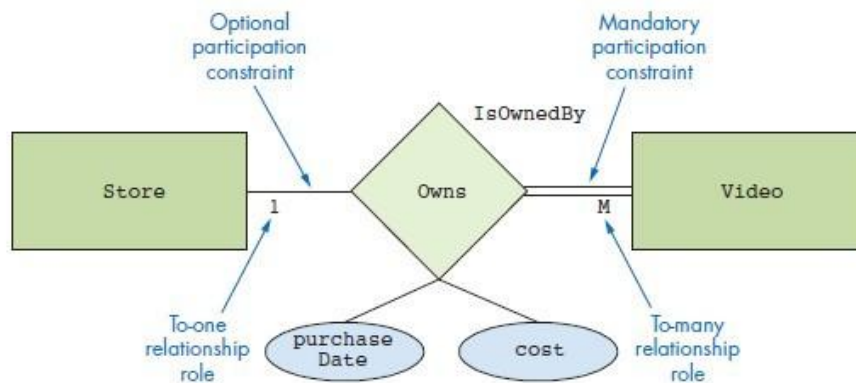 Optional
participation
constraint
Mandatory
participation
constraint
IsOwnedBy
Store
Owns
Video
1
M
To-one
relationship
role
purchase
Date
cost
To-many
relationship
role